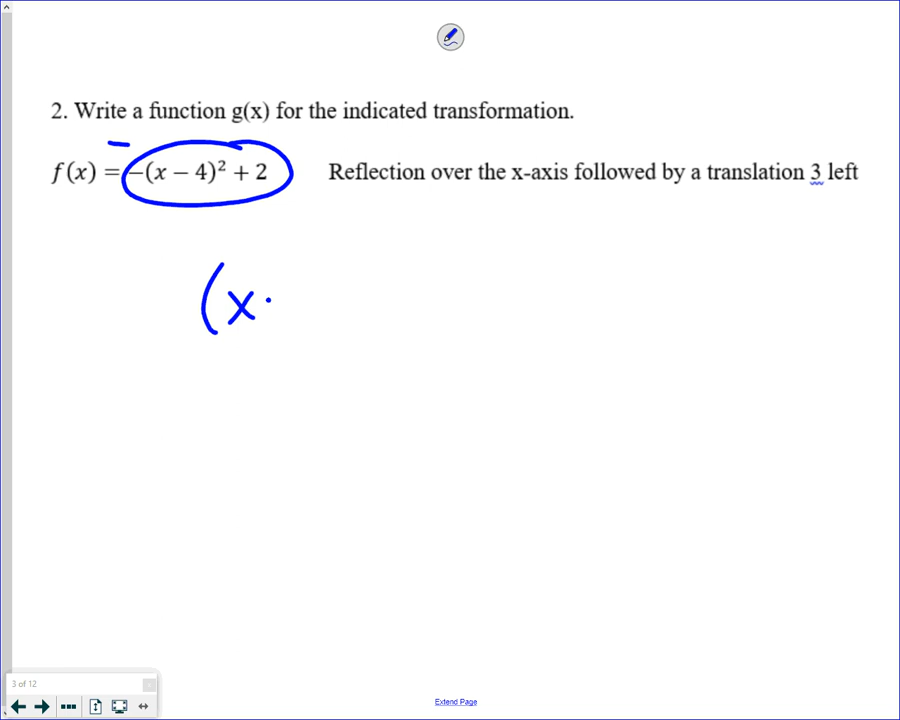 2. Write a function g(x) for the indicated transformation.
f(x) = −(x − 4)² + 2 Reflection over the x-axis followed by a translation 3 left
(x
3 of 12
Extend Page